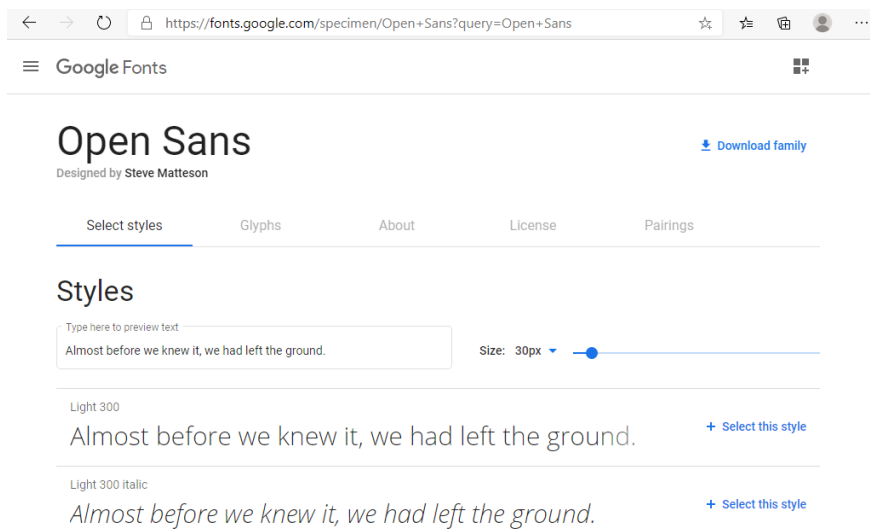 https://fonts.google.com/specimen/Open+Sans?query=Open+Sans
Google Fonts
Open Sans
Download family
Designed by Steve Matteson
Select styles Glyphs About License Pairings
Styles
Type here to preview text
Almost before we knew it, we had left the ground.
Size: 30px
Light 300
Almost before we knew it, we had left the ground.
+ Select this style
Light 300 italic
Almost before we knew it, we had left the ground.
+ Select this style